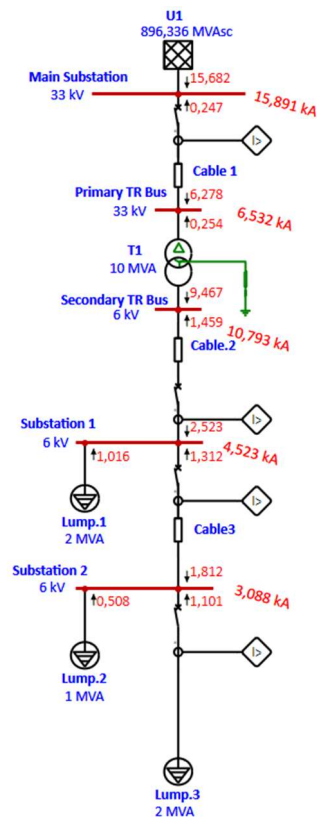 U1
896,336 MVAsc
15,682
Main Substation
33 kV
15,891 kA
0,247
I>
Cable 1
6,278
Primary TR Bus
33 kV
6,532 kA
0,254
T1
10 MVA
9,467
Secondary TR Bus
6 kV
10,793 kA
1,459
Cable.2
I>
2,523
Substation 1
6 kV
4,523 kA
1,016
1,312
I>
Lump.1
2 MVA
Cable3
1,812
Substation 2
6 kV
3,088 kA
0,508
1,101
I>
Lump.2
1 MVA
Lump.3
2 MVA